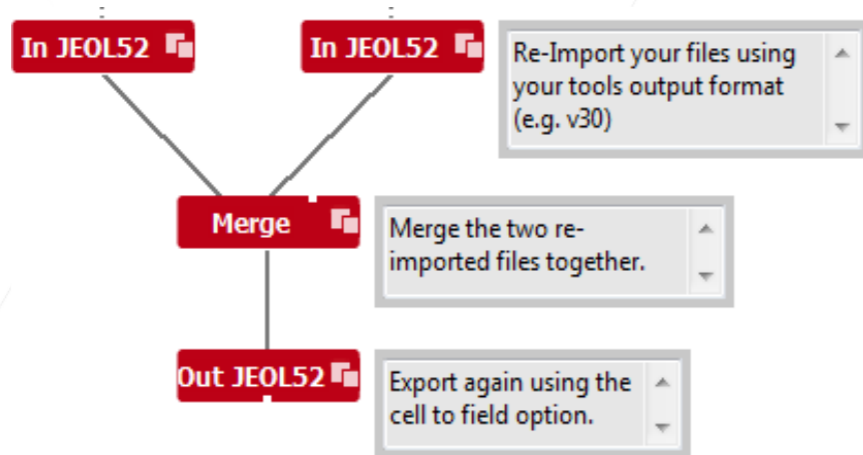 In JEOL52
In JEOL52
Re-Import your files using
your tools output format
(e.g. v30)
Merge
Merge the two re-
imported files together.
Out JEOL52
Export again using the
cell to field option.